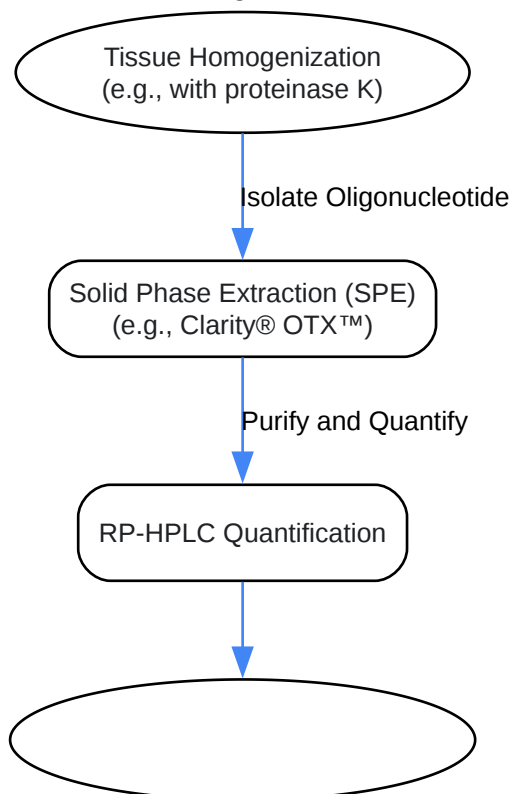 Tissue Homogenization
(e.g., with proteinase K)
Isolate Oligonucleotide
Solid Phase Extraction (SPE)
(e.g., Clarity® OTX™)
Purify and Quantify
RP-HPLC Quantification